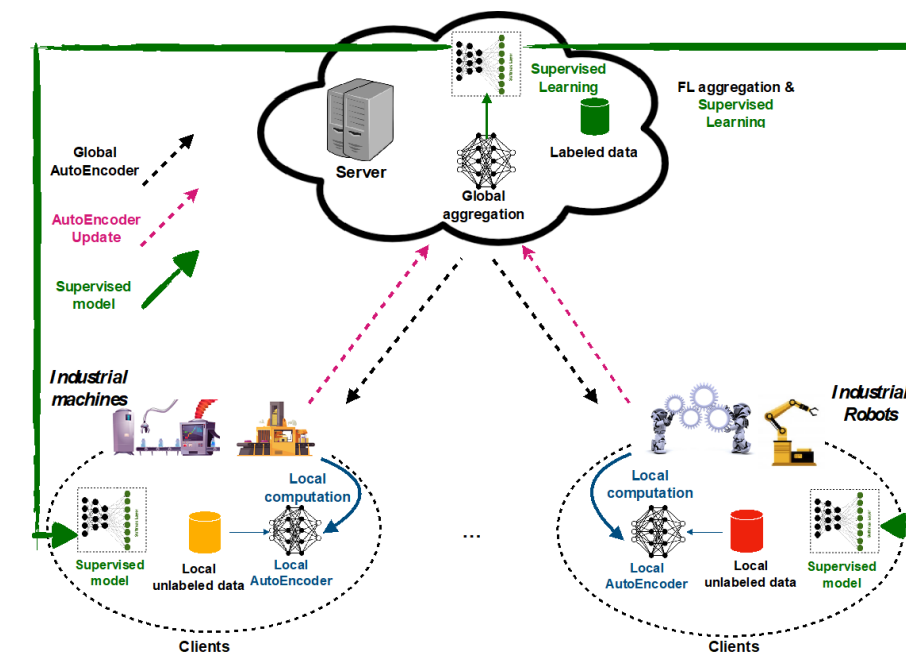 Supervised
Learning
FL aggregation &
Supervised
Learning
Server
Labeled data
Global
aggregation
Global
AutoEncoder
AutoEncoder
Update
Supervised
model
Industrial
machines
Industrial
Robots
Local
computation
Local
computation
Supervised
model
Local
unlabeled data
Local
AutoEncoder
...
Local
AutoEncoder
Local
unlabeled data
Supervised
model
Clients
Clients